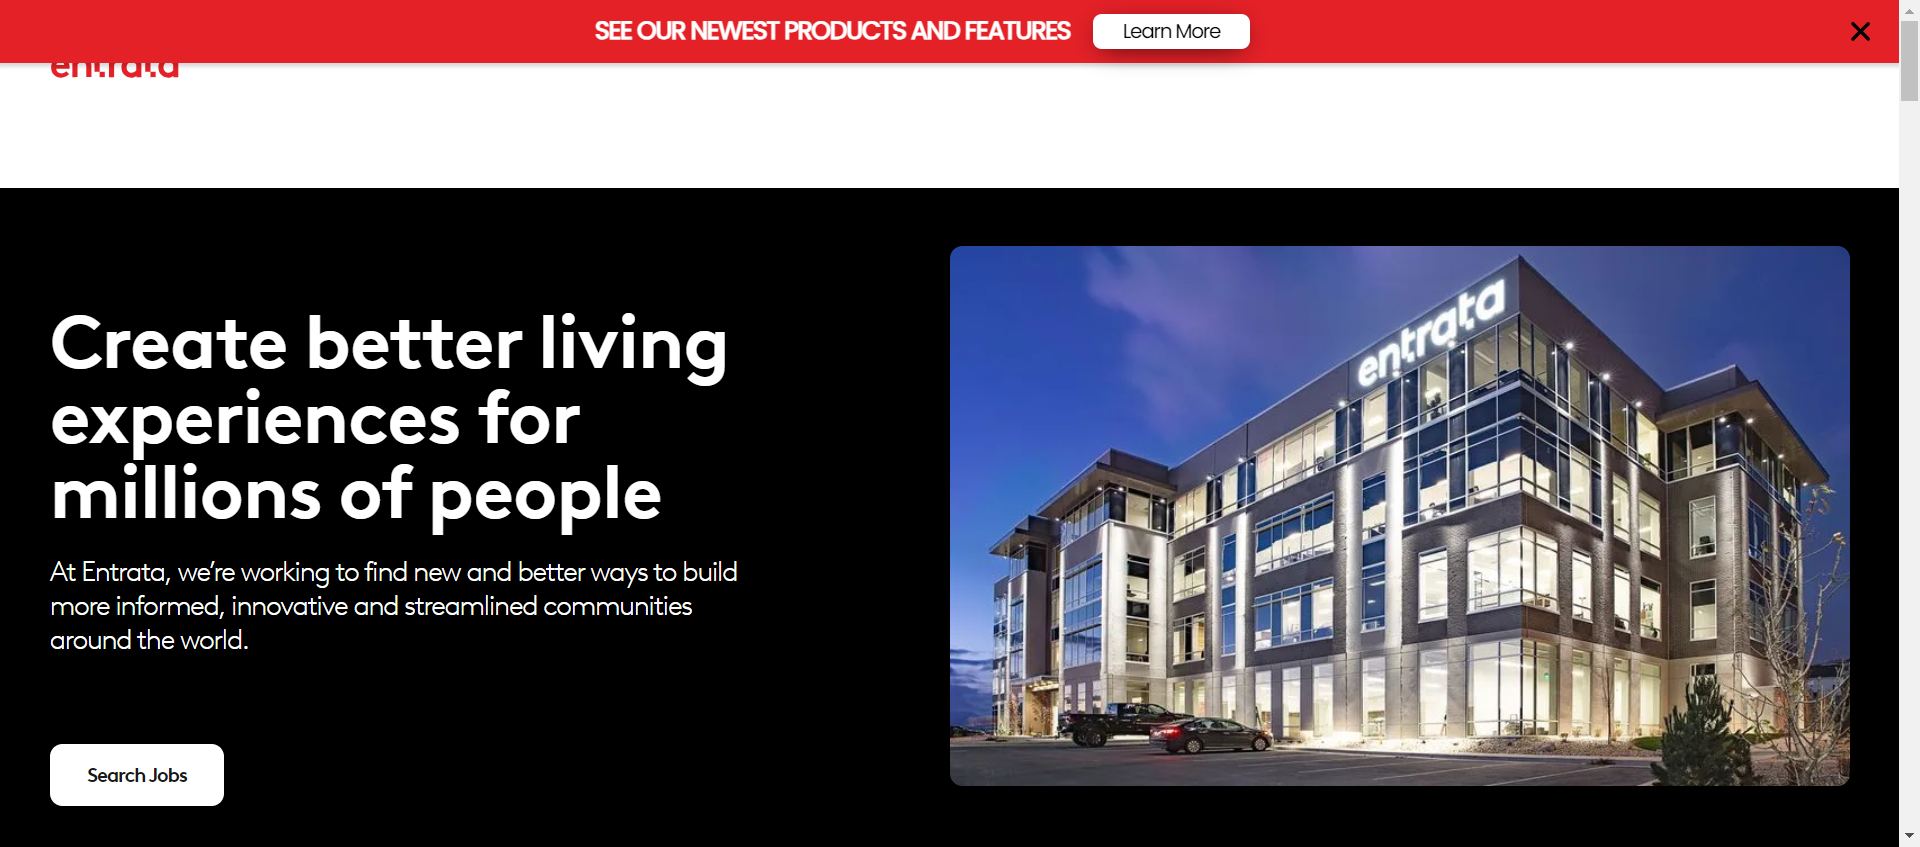 SEE OUR NEWEST PRODUCTS AND FEATURES
Learn More
entrata
Create better living
experiences for
millions of people
At Entrata, we’re working to find new and better ways to build
more informed, innovative and streamlined communities
around the world.
Search Jobs
entrata